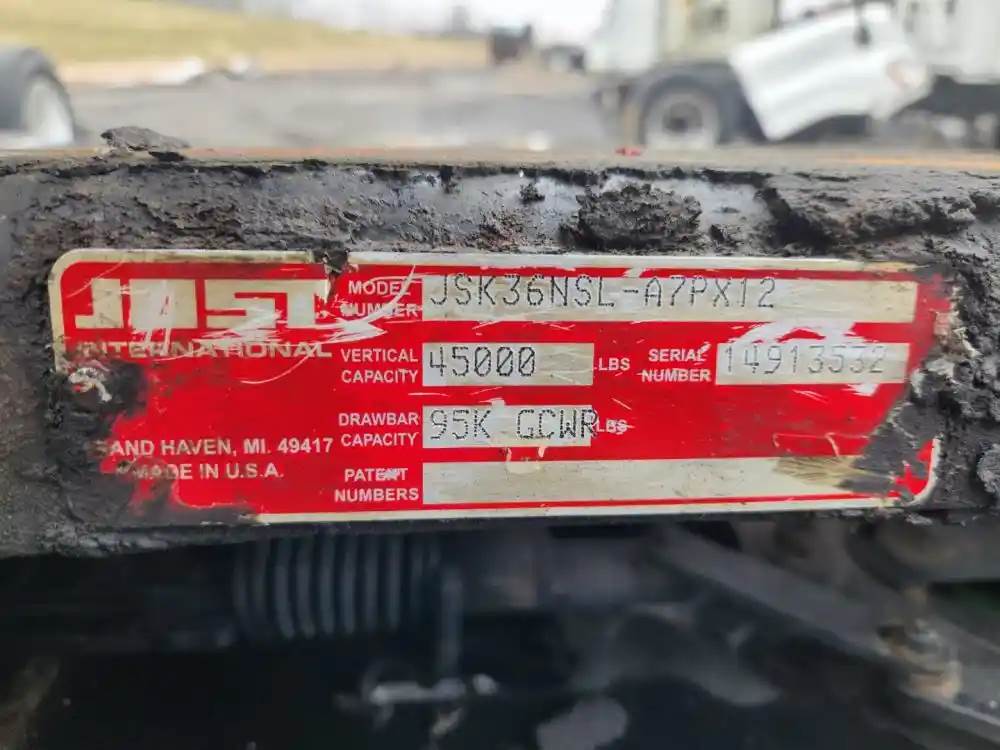 JOST
INTERNATIONAL
MODEL NUMBER JSK36NSL-A7PX12
VERTICAL CAPACITY 45000 LBS
SERIAL NUMBER 14913532
DRAWBAR CAPACITY 95K GCWR LBS
AND HAVEN, MI. 49417
MADE IN U.S.A.
PATENT NUMBERS